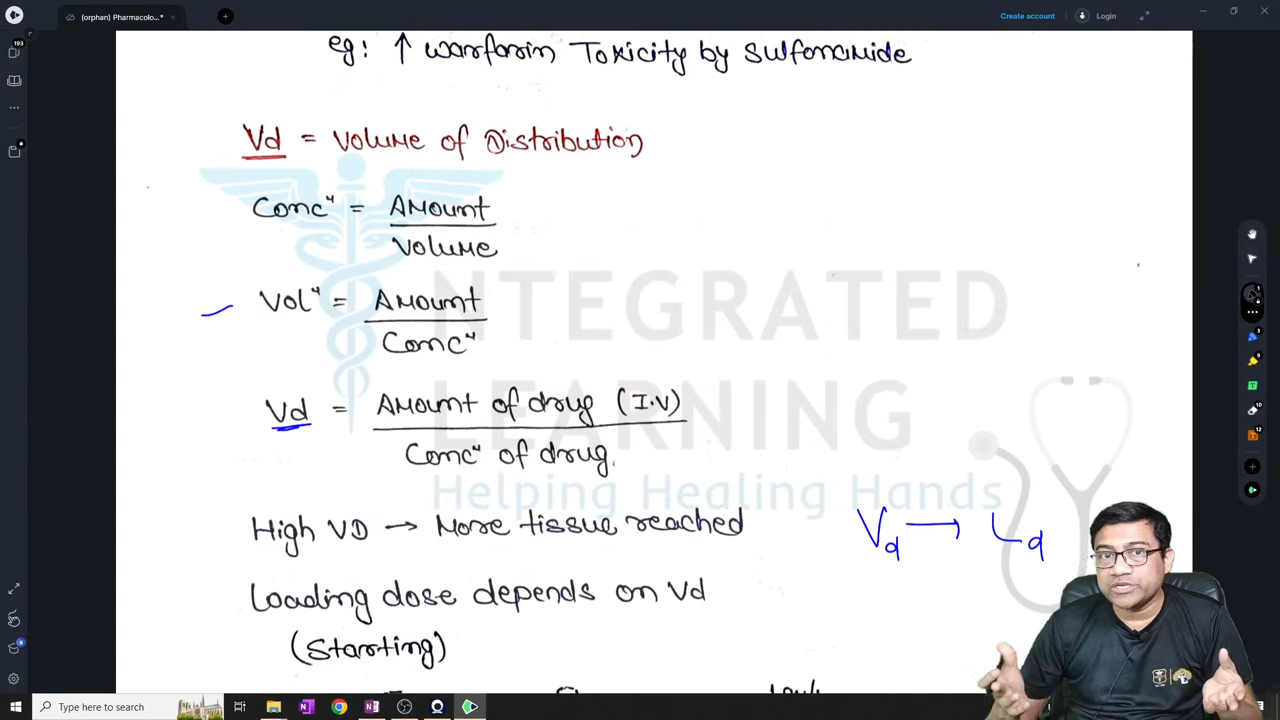 (orphan) Pharmacolo...*
Create account
Login
193
eg: ↑ warfarin Toxicity by sulfonamide
Vd = Volume of Distribution
Concⁿ = Amount
Volume
Volⁿ = Amount
Concⁿ
Vd = Amount of drug (I.V)
Concⁿ of drug
High VD → More tissue reached
Vd → Ld
Loading dose depends on Vd
(Starting)
INTEGRATED
LEARNING
Helping Healing Hands
Type here to search